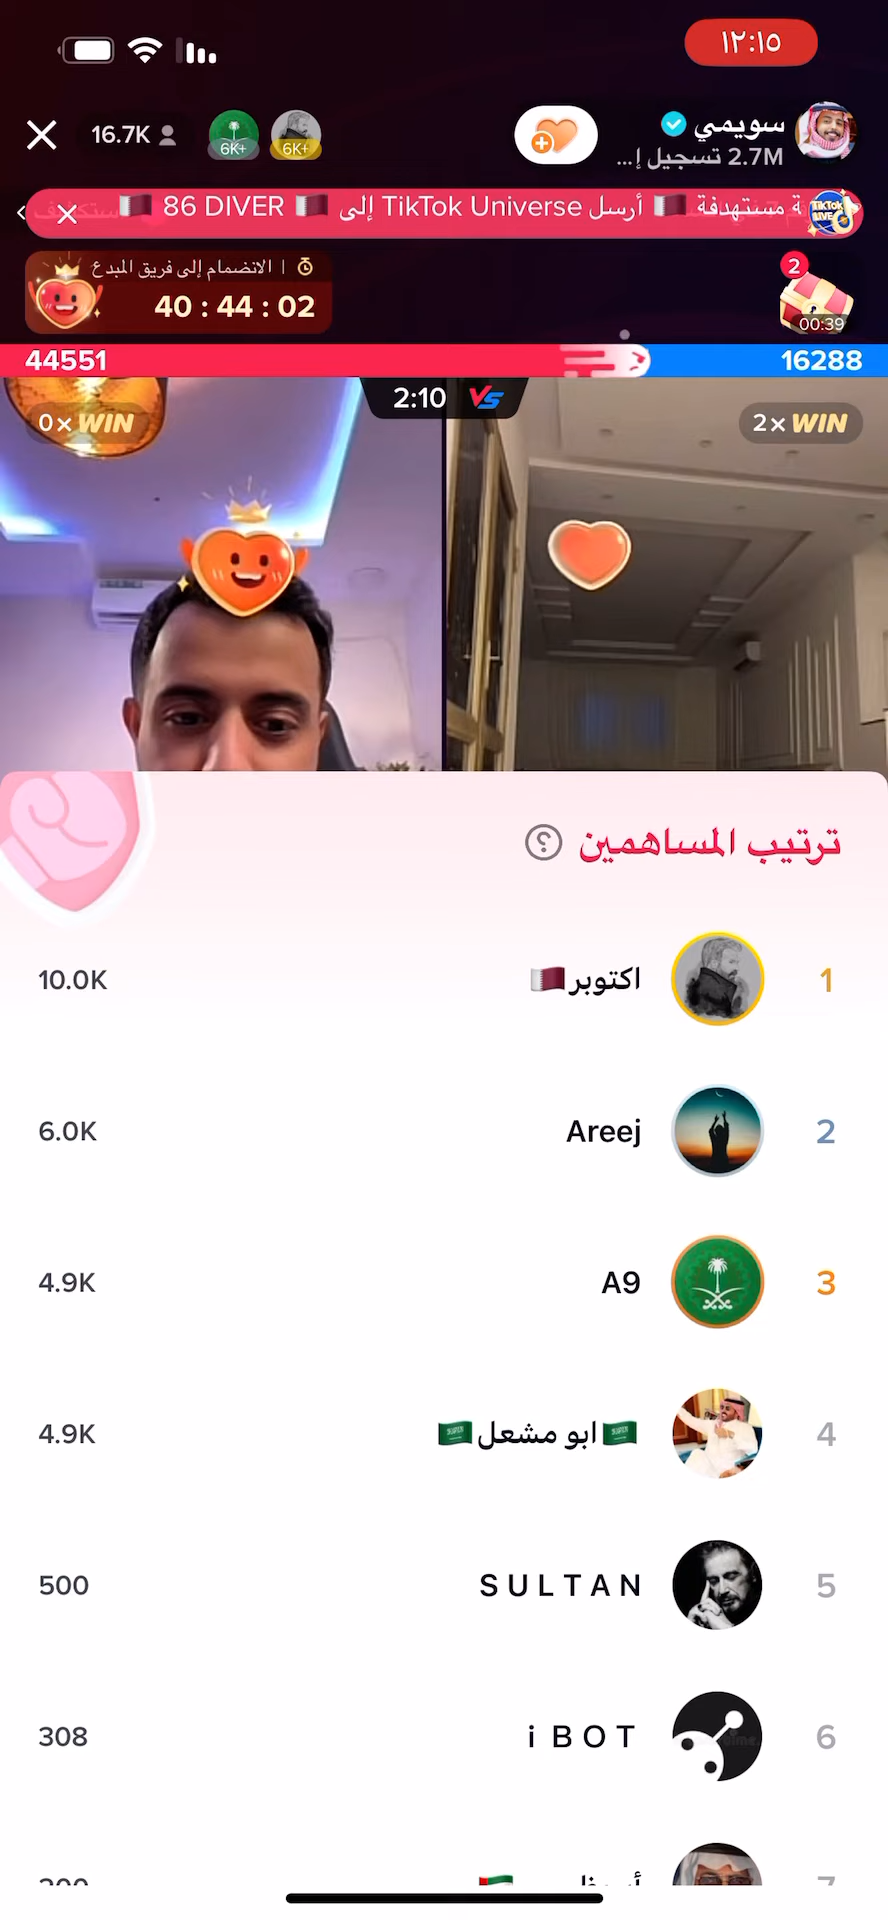 ١٢:١٥
سويمي
2.7M تسجيل إ...
16.7K
6K+
6K+
ة مستهدفة 🇶🇦 أرسل TikTok Universe إلى 🇶🇦 86 DIVER 🇶🇦
TikTok LIVE
الانضمام إلى فريق المبدع
40 : 44 : 02
2
00:39
44551
16288
2:10 VS
0× WIN
2× WIN
ترتيب المساهمين
1 اكتوبر🇶🇦 10.0K
2 Areej 6.0K
3 A9 4.9K
4 🇸🇦ابو مشعل🇸🇦 4.9K
5 S U L T A N 500
6 i B O T 308